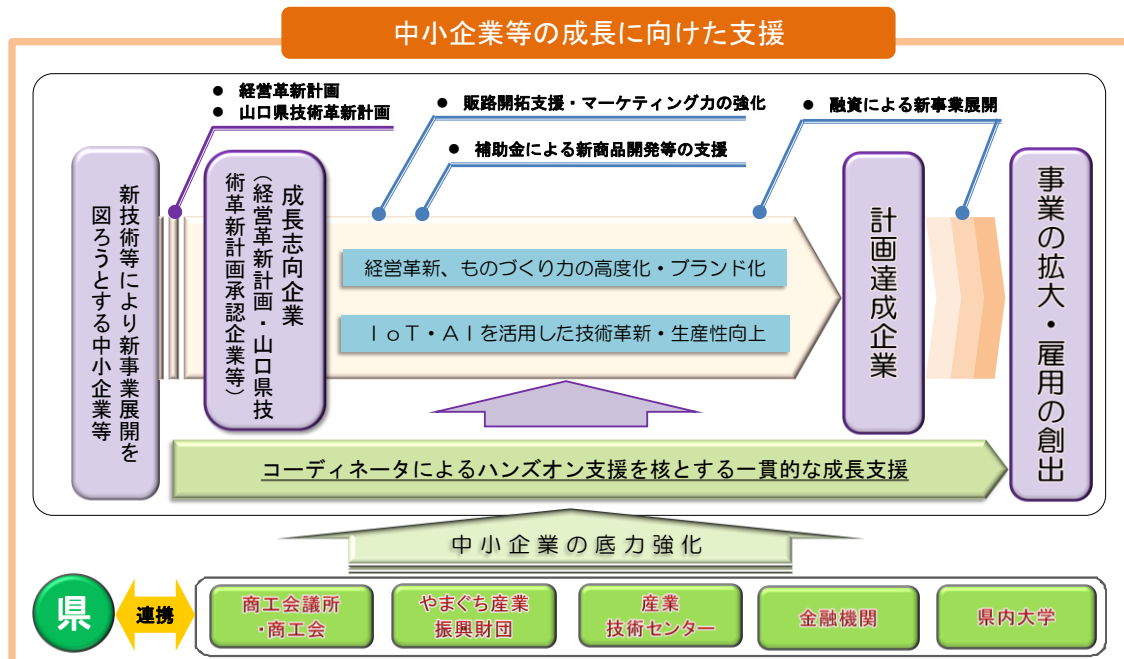 中小企業等の成長に向けた支援
● 経営革新計画
● 山口県技術革新計画
● 販路開拓支援・マーケティング力の強化
● 補助金による新商品開発等の支援
● 融資による新事業展開
新技術等により新事業展開を
図ろうとする中小企業等
成長志向企業
（経営革新計画・山口県技
術革新計画承認企業等）
経営革新、ものづくり力の高度化・ブランド化
ＩｏＴ・ＡＩを活用した技術革新・生産性向上
計画達成企業
事業の拡大・雇用の創出
コーディネータによるハンズオン支援を核とする一貫的な成長支援
中小企業の底力強化
県
連携
商工会議所
・商工会
やまぐち産業
振興財団
産業
技術センター
金融機関
県内大学